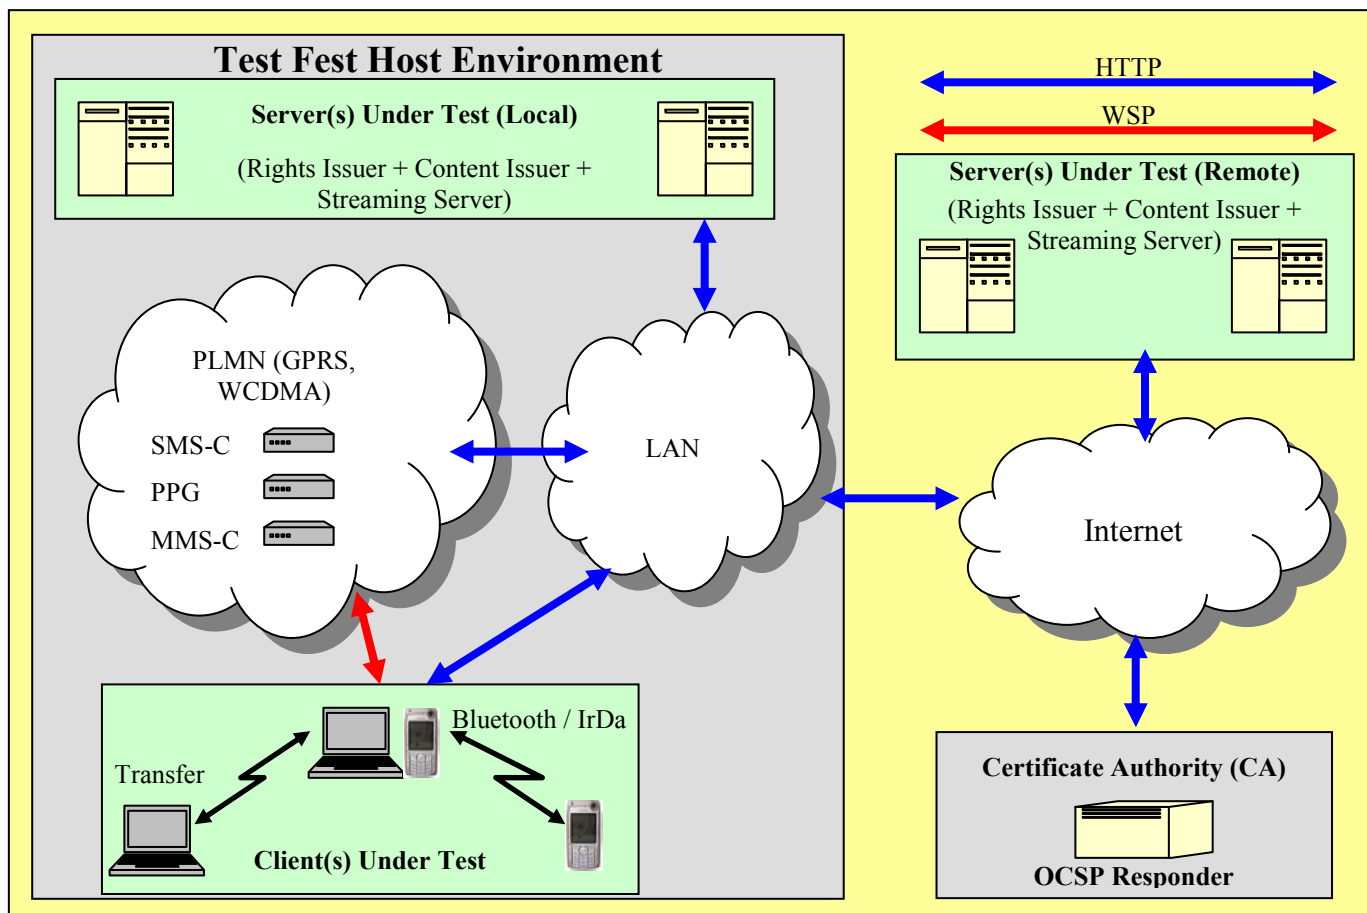 Test Fest Host Environment
Server(s) Under Test (Local)
(Rights Issuer + Content Issuer +
Streaming Server)
HTTP
WSP
Server(s) Under Test (Remote)
(Rights Issuer + Content Issuer +
Streaming Server)
PLMN (GPRS,
WCDMA)
SMS-C
PPG
MMS-C
LAN
Internet
Bluetooth / IrDa
Transfer
Client(s) Under Test
Certificate Authority (CA)
OCSP Responder